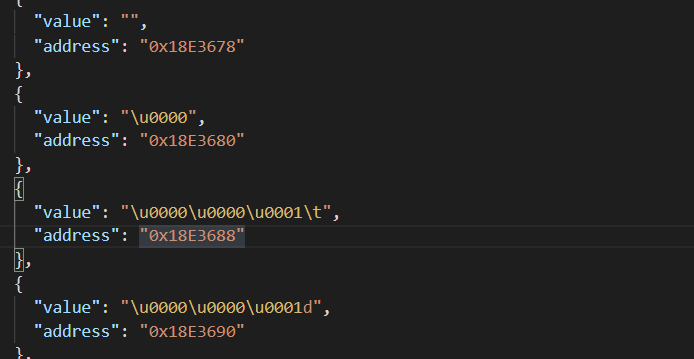 {
"value": "",
"address": "0x18E3678"
},
{
"value": "\u0000",
"address": "0x18E3680"
},
{
"value": "\u0000\u0000\u0001\t",
"address": "0x18E3688"
},
{
"value": "\u0000\u0000\u0001d",
"address": "0x18E3690"
},